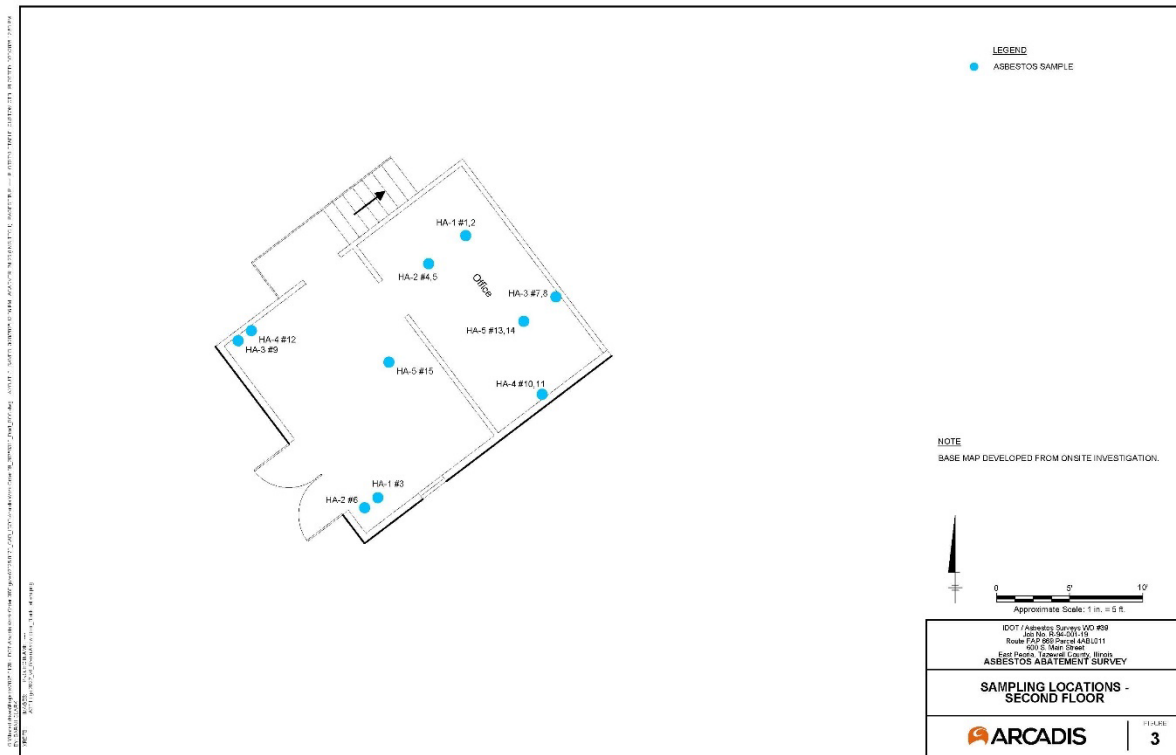 LEGEND
ASBESTOS SAMPLE
HA-1 #1,2
HA-2 #4,5
Office
HA-3 #7,8
HA-5 #13,14
HA-4 #12
HA-3 #9
HA-5 #15
HA-4 #10,11
HA-1 #3
HA-2 #6
NOTE
BASE MAP DEVELOPED FROM ONSITE INVESTIGATION.
0 5' 10'
Approximate Scale: 1 in. = 5 ft.
IDOT / Asbestos Surveys WO #39
Job No. R-94-001-19
Route FAP 669 Parcel 4ABL011
600 S. Main Street
East Peoria, Tazewell County, Illinois
ASBESTOS ABATEMENT SURVEY
SAMPLING LOCATIONS -
SECOND FLOOR
ARCADIS
FIGURE
3